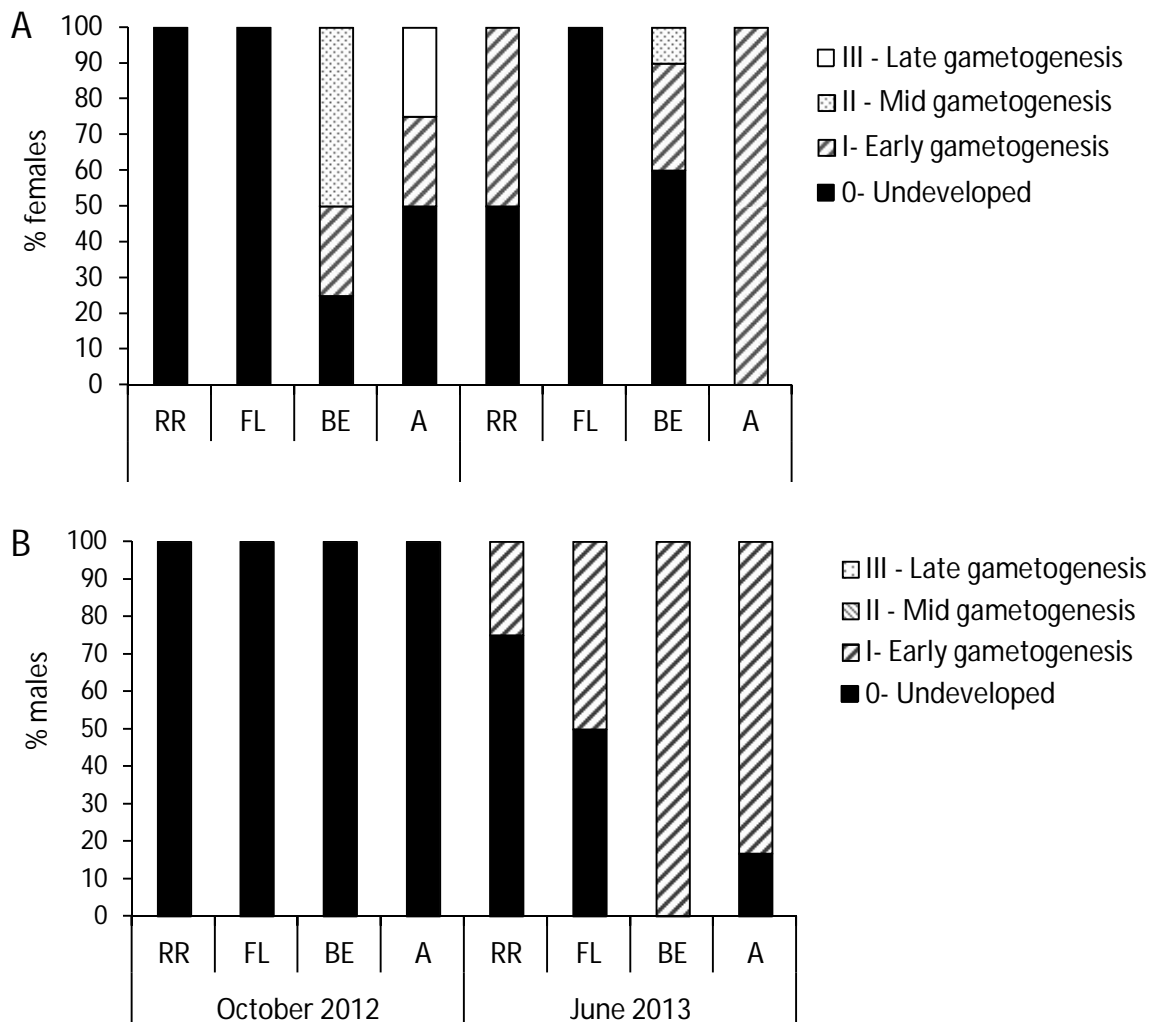 A
100
90
80
70
60
50
40
30
20
10
0
% females
RR FL BE A RR FL BE A
III - Late gametogenesis
II - Mid gametogenesis
I- Early gametogenesis
0- Undeveloped
B
100
90
80
70
60
50
40
30
20
10
0
% males
RR FL BE A RR FL BE A
October 2012 June 2013
III - Late gametogenesis
II - Mid gametogenesis
I- Early gametogenesis
0- Undeveloped